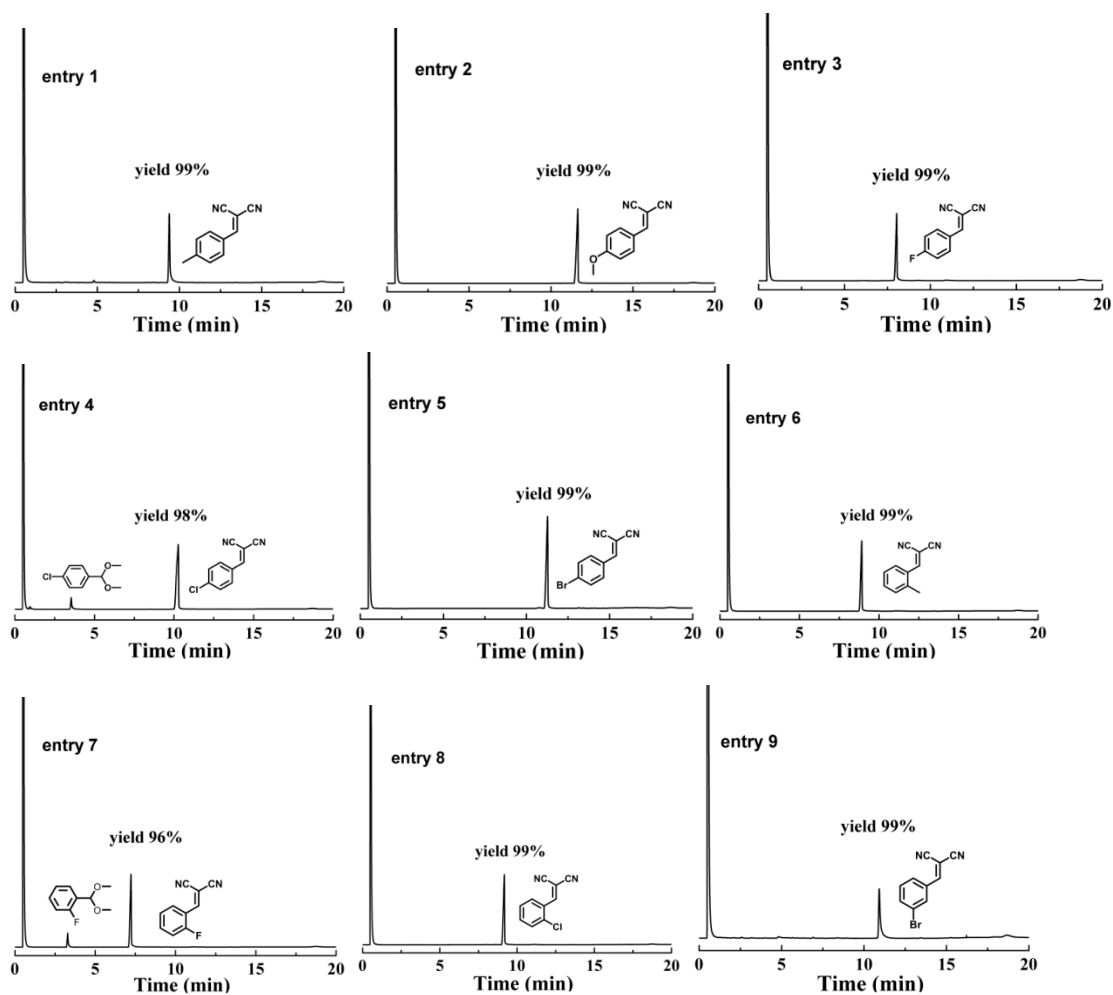 entry 1
yield 99%
NC CN
0 5 10 15 20
Time (min)
entry 2
yield 99%
NC CN
O
0 5 10 15 20
Time (min)
entry 3
yield 99%
NC CN
F
0 5 10 15 20
Time (min)
entry 4
yield 98%
NC CN
O
Cl
O
Cl
0 5 10 15 20
Time (min)
entry 5
yield 99%
NC CN
Br
0 5 10 15 20
Time (min)
entry 6
yield 99%
NC CN
0 5 10 15 20
Time (min)
entry 7
yield 96%
NC CN
O
O
F
F
0 5 10 15 20
Time (min)
entry 8
yield 99%
NC CN
Cl
0 5 10 15 20
Time (min)
entry 9
yield 99%
NC CN
Br
0 5 10 15 20
Time (min)